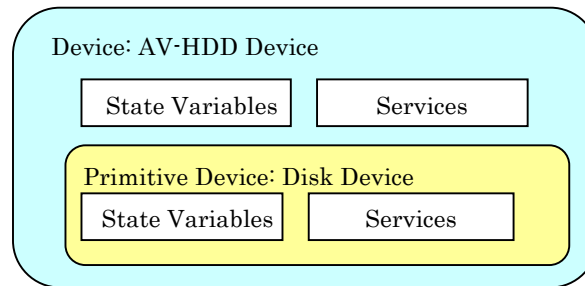 Device: AV-HDD Device
State Variables Services
Primitive Device: Disk Device
State Variables Services